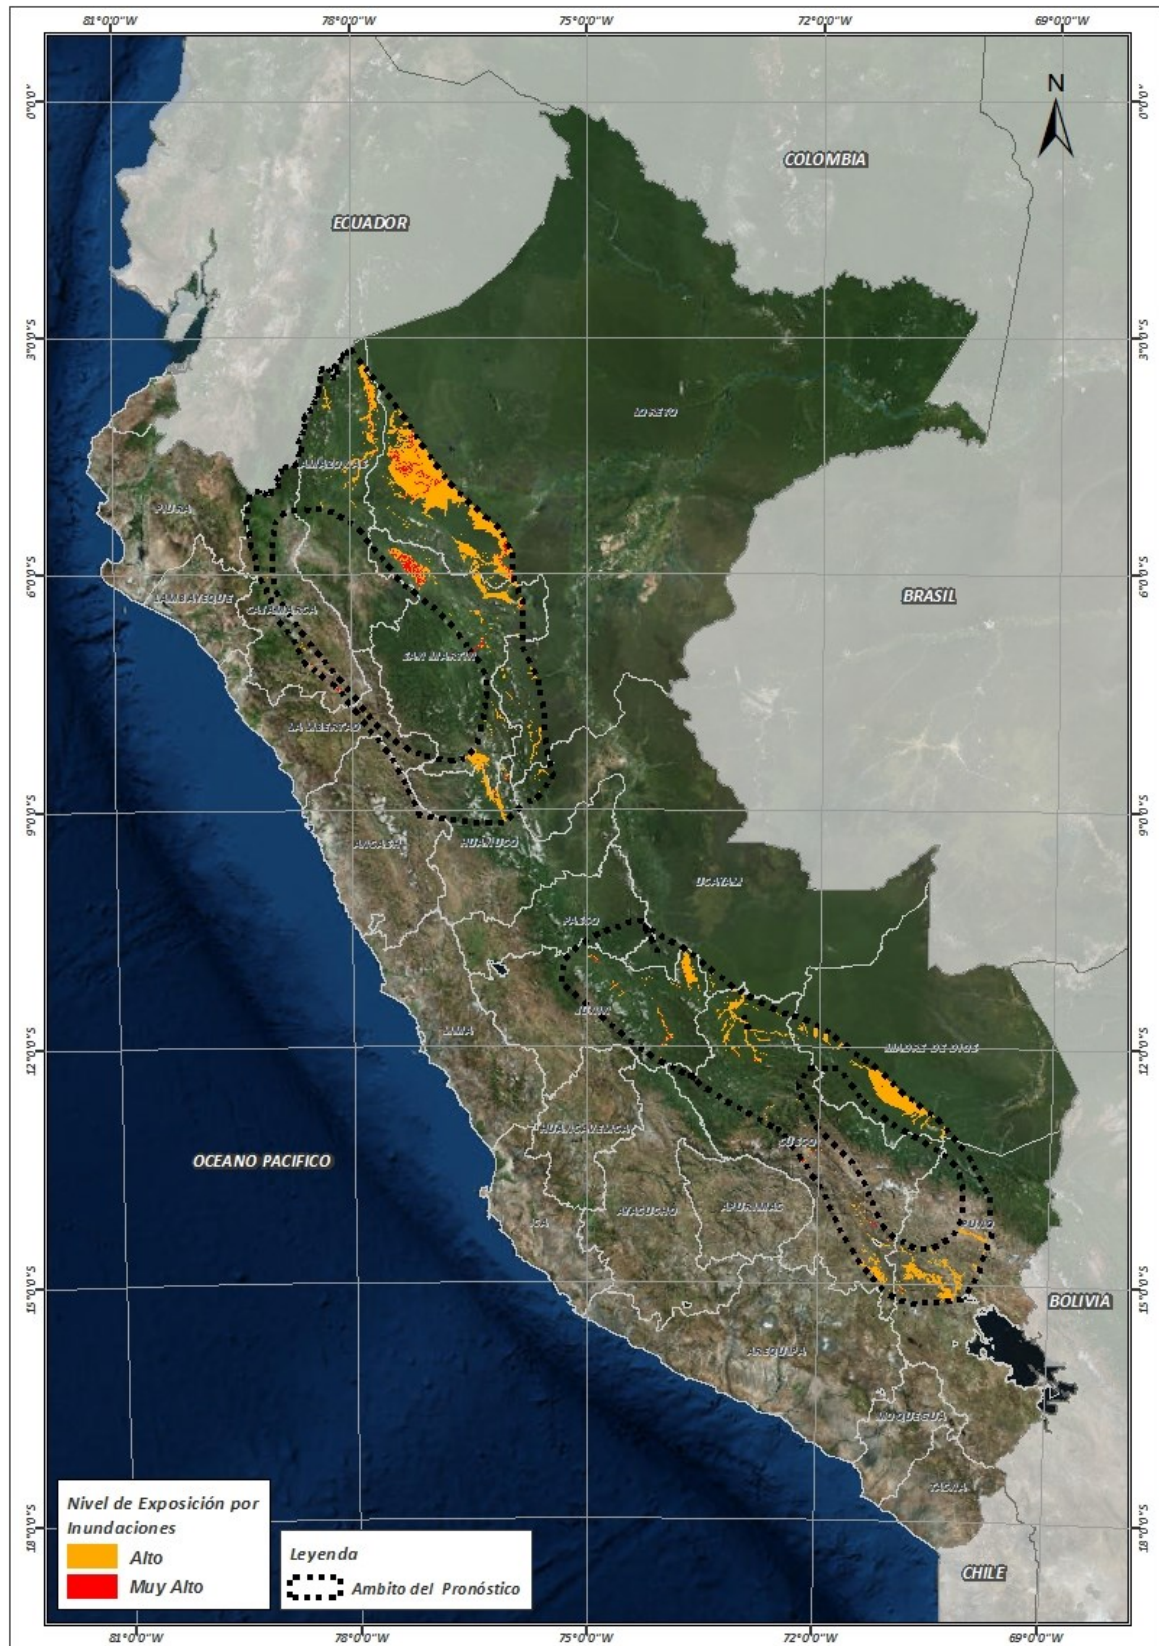 81°0'0"W 78°0'0"W 75°0'0"W 72°0'0"W 69°0'0"W
N
0°0'0" 0°0'0"
COLOMBIA
ECUADOR
3°0'0"S 3°0'0"S
LORETO
AMAZONAS
PIURA
6°0'0"S 6°0'0"S
LAMBAYEQUE
CAJAMARCA
BRASIL
SAN MARTIN
LA LIBERTAD
9°0'0"S 9°0'0"S
ANCASH
HUANUCO
UCAYALI
PASCO
JUNIN
LIMA
12°0'0"S 12°0'0"S
MADRE DE DIOS
HUANCAVELICA
CUSCO
OCEANO PACIFICO
ICA
AYACUCHO
APURIMAC
PUNO
15°0'0"S 15°0'0"S
BOLIVIA
AREQUIPA
MOQUEGUA
TACNA
18°0'0"S 18°0'0"S
Nivel de Exposición por
Inundaciones
Alto
Muy Alto
Leyenda
Ambito del Pronóstico
CHILE
81°0'0"W 78°0'0"W 75°0'0"W 72°0'0"W 69°0'0"W